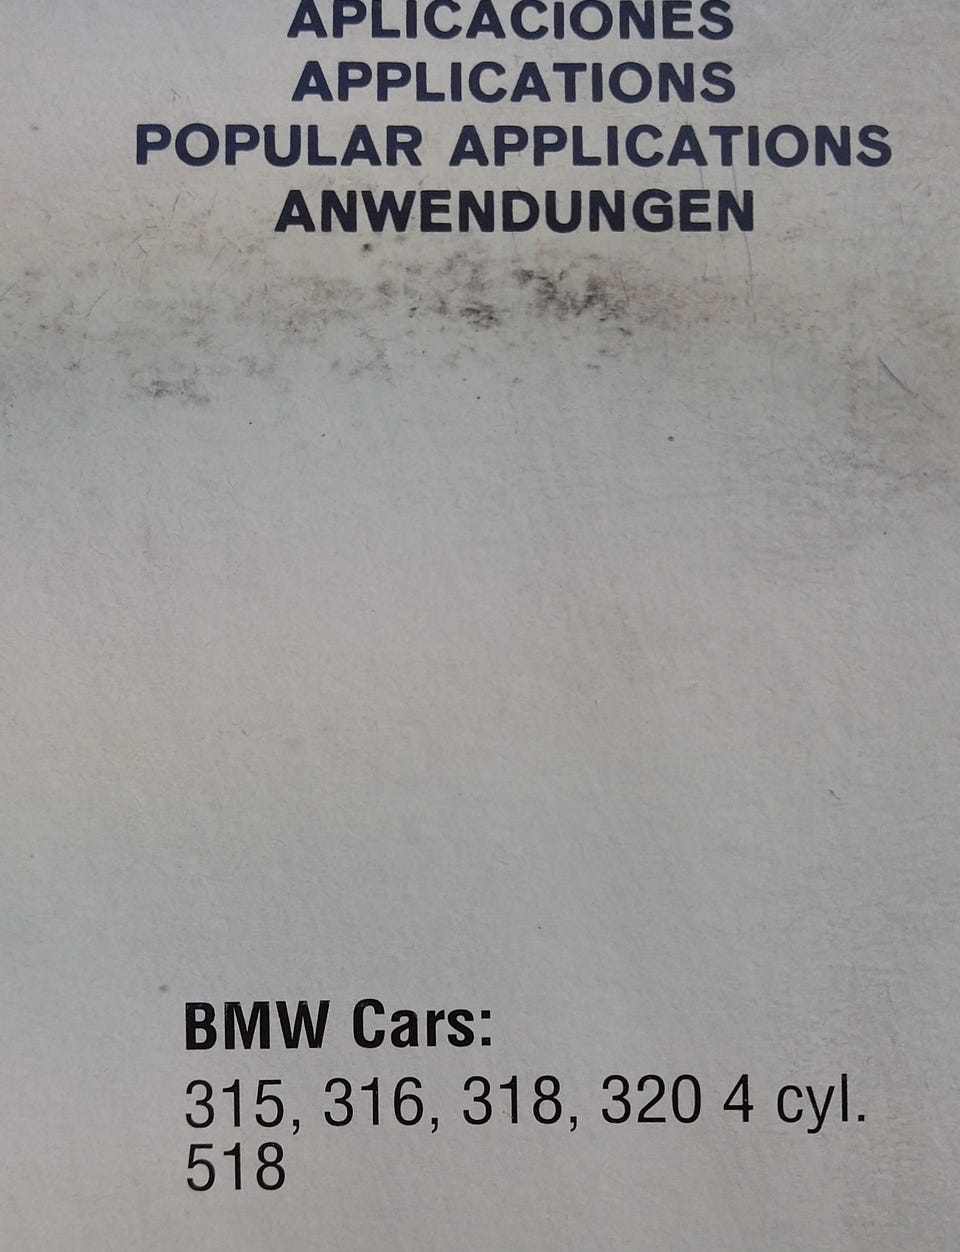 APLICACIONES
APPLICATIONS
POPULAR APPLICATIONS
ANWENDUNGEN
BMW Cars:
315, 316, 318, 320 4 cyl.
518